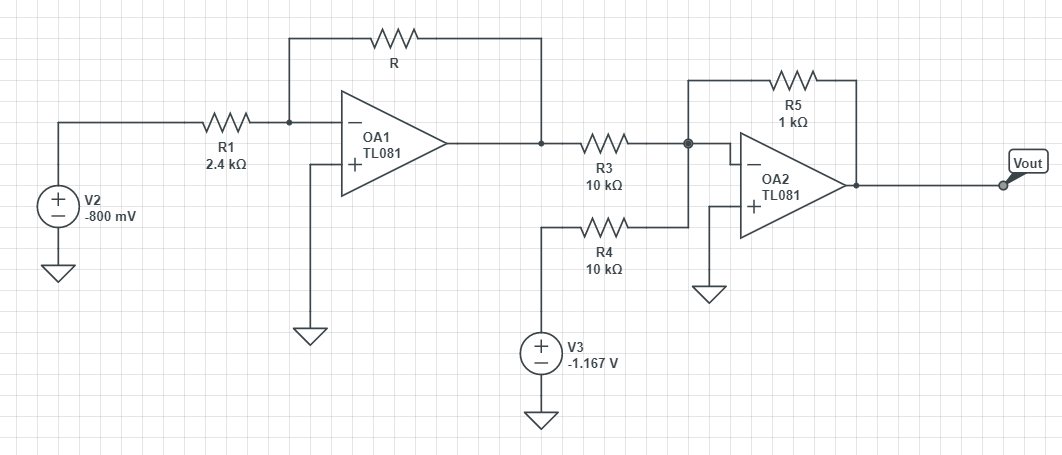 R
R1
2.4 kΩ
OA1
TL081
V2
-800 mV
R3
10 kΩ
R4
10 kΩ
V3
-1.167 V
R5
1 kΩ
OA2
TL081
Vout